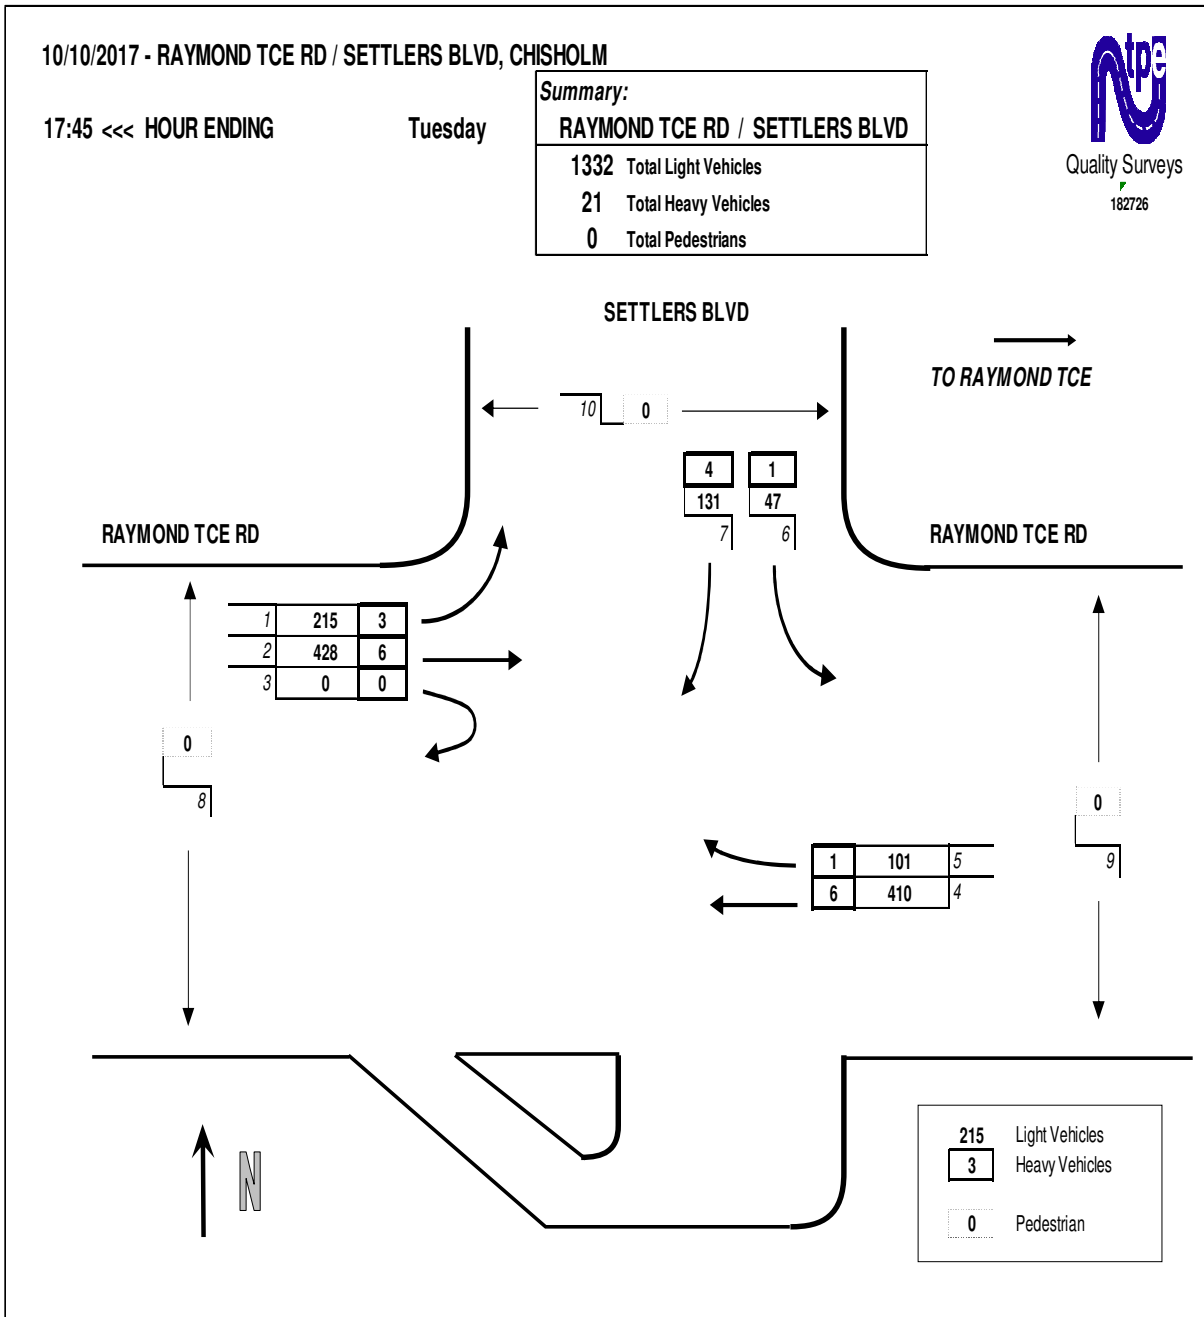 10/10/2017 - RAYMOND TCE RD / SETTLERS BLVD, CHISHOLM
17:45 <<< HOUR ENDING Tuesday
Summary:
RAYMOND TCE RD / SETTLERS BLVD
1332 Total Light Vehicles
21 Total Heavy Vehicles
0 Total Pedestrians
tpe
Quality Surveys
182726
SETTLERS BLVD
TO RAYMOND TCE
10 0
4 1
131 47
7 6
RAYMOND TCE RD
RAYMOND TCE RD
1 215 3
2 428 6
3 0 0
0
8
0
9
1 101 5
6 410 4
N
215 Light Vehicles
3 Heavy Vehicles
0 Pedestrian